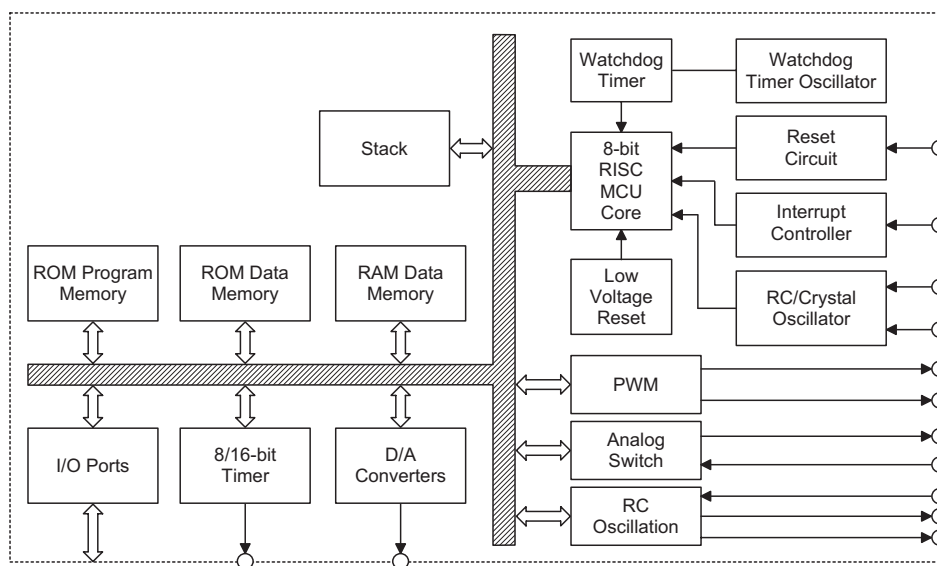 Watchdog
Timer
Watchdog
Timer Oscillator
Stack
8-bit
RISC
MCU
Core
Reset
Circuit
Interrupt
Controller
ROM Program
Memory
ROM Data
Memory
RAM Data
Memory
Low
Voltage
Reset
RC/Crystal
Oscillator
PWM
I/O Ports
8/16-bit
Timer
D/A
Converters
Analog
Switch
RC
Oscillation